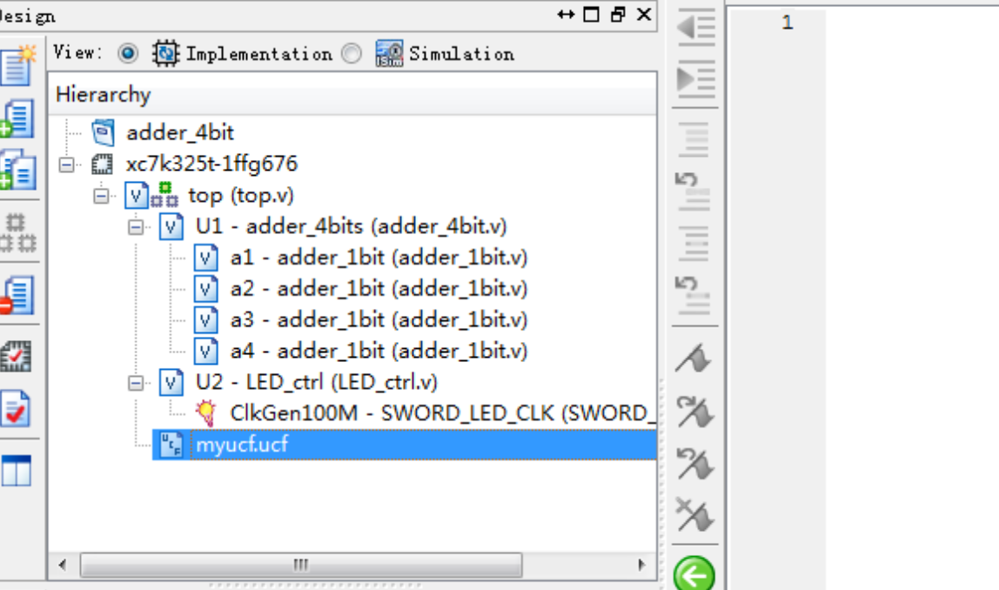 Design
View: Implementation Simulation
Hierarchy
adder_4bit
xc7k325t-1ffg676
top (top.v)
U1 - adder_4bits (adder_4bit.v)
a1 - adder_1bit (adder_1bit.v)
a2 - adder_1bit (adder_1bit.v)
a3 - adder_1bit (adder_1bit.v)
a4 - adder_1bit (adder_1bit.v)
U2 - LED_ctrl (LED_ctrl.v)
ClkGen100M - SWORD_LED_CLK (SWORD_
myucf.ucf
1